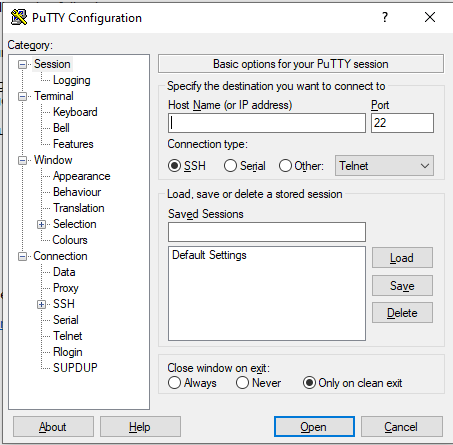 PuTTY Configuration
Category:
Session
Logging
Terminal
Keyboard
Bell
Features
Window
Appearance
Behaviour
Translation
Selection
Colours
Connection
Data
Proxy
SSH
Serial
Telnet
Rlogin
SUPDUP
Basic options for your PuTTY session
Specify the destination you want to connect to
Host Name (or IP address) Port
22
Connection type:
SSH Serial Other: Telnet
Load, save or delete a stored session
Saved Sessions
Default Settings
Load
Save
Delete
Close window on exit:
Always Never Only on clean exit
About Help Open Cancel